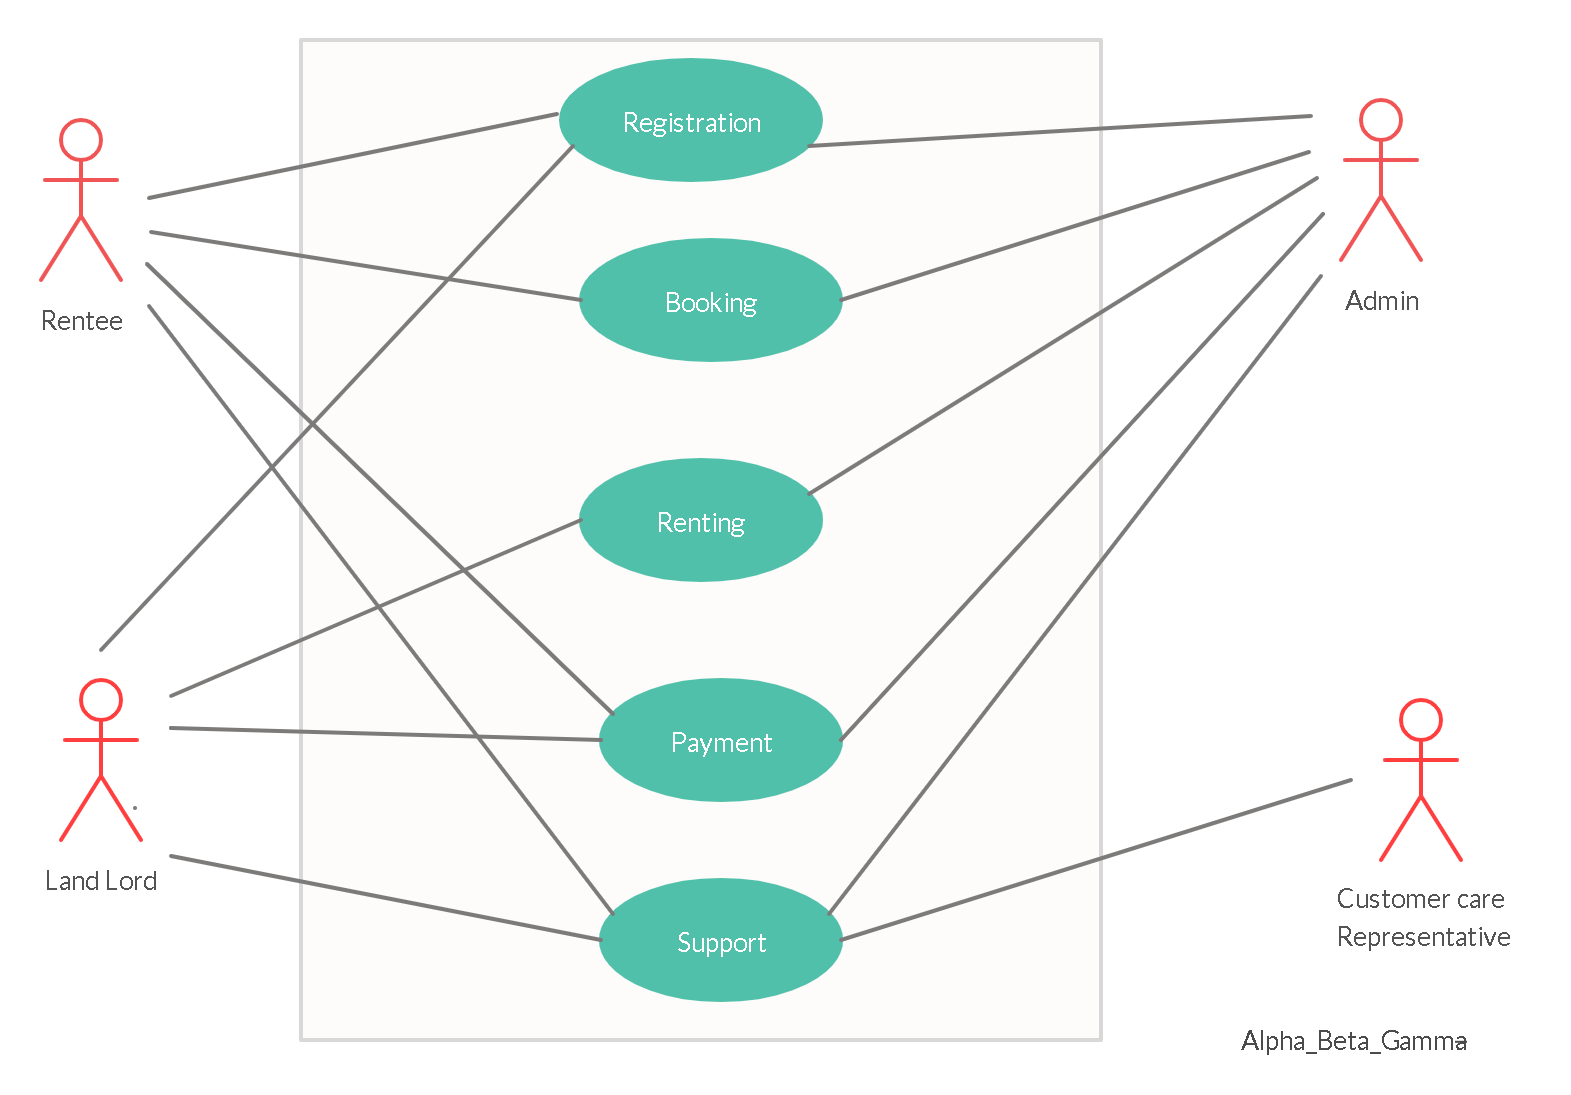 Registration
Rentee
Booking
Admin
Renting
Land Lord
Payment
Customer care
Representative
Support
Alpha_Beta_Gamma